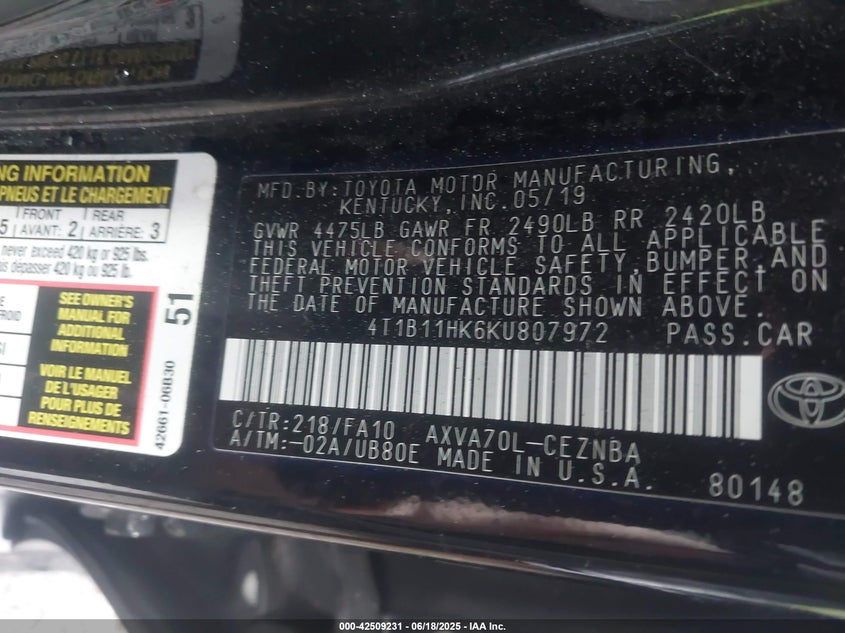 NG INFORMATION
PNEUS ET LE CHARGEMENT
5 FRONT 2 REAR 3
AVANT: ARRIÈRE:
never exceed 420 kg or 925 lbs.
dépasser 420 kg ou 925 lb.
SEE OWNER'S
MANUAL FOR
ADDITIONAL
INFORMATION
VOIR LE MANUEL
DE L'USAGER
POUR PLUS DE
RENSEIGNEMENTS
51
42661-06B30
MFD.BY:TOYOTA MOTOR MANUFACTURING,
KENTUCKY,INC.05/19
GVWR 4475LB GAWR FR 2490LB RR 2420LB
THIS VEHICLE CONFORMS TO ALL APPLICABLE
FEDERAL MOTOR VEHICLE SAFETY,BUMPER,AND
THEFT PREVENTION STANDARDS IN EFFECT ON
THE DATE OF MANUFACTURE SHOWN ABOVE.
4T1B11HK6KU807972 PASS.CAR
C/TR:218/FA10 AXVA70L-CEZNBA
A/TM:-02A/UB80E MADE IN U.S.A.
80148
000-42509231 - 06/18/2025 - IAA Inc.